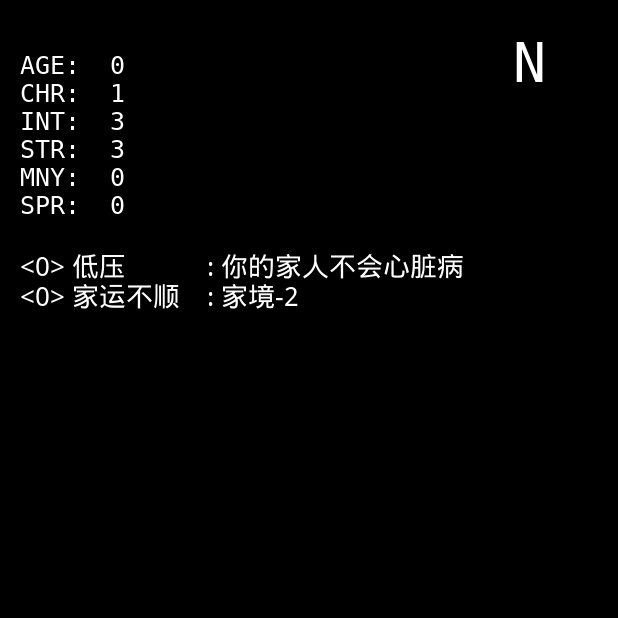 N
AGE: 0
CHR: 1
INT: 3
STR: 3
MNY: 0
SPR: 0
<O> 低压 : 你的家人不会心脏病
<O> 家运不顺 : 家境-2